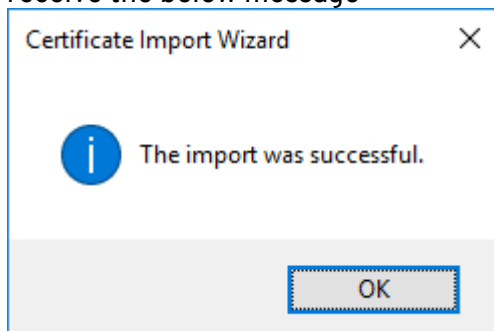 receive the below message
Certificate Import Wizard
The import was successful.
OK